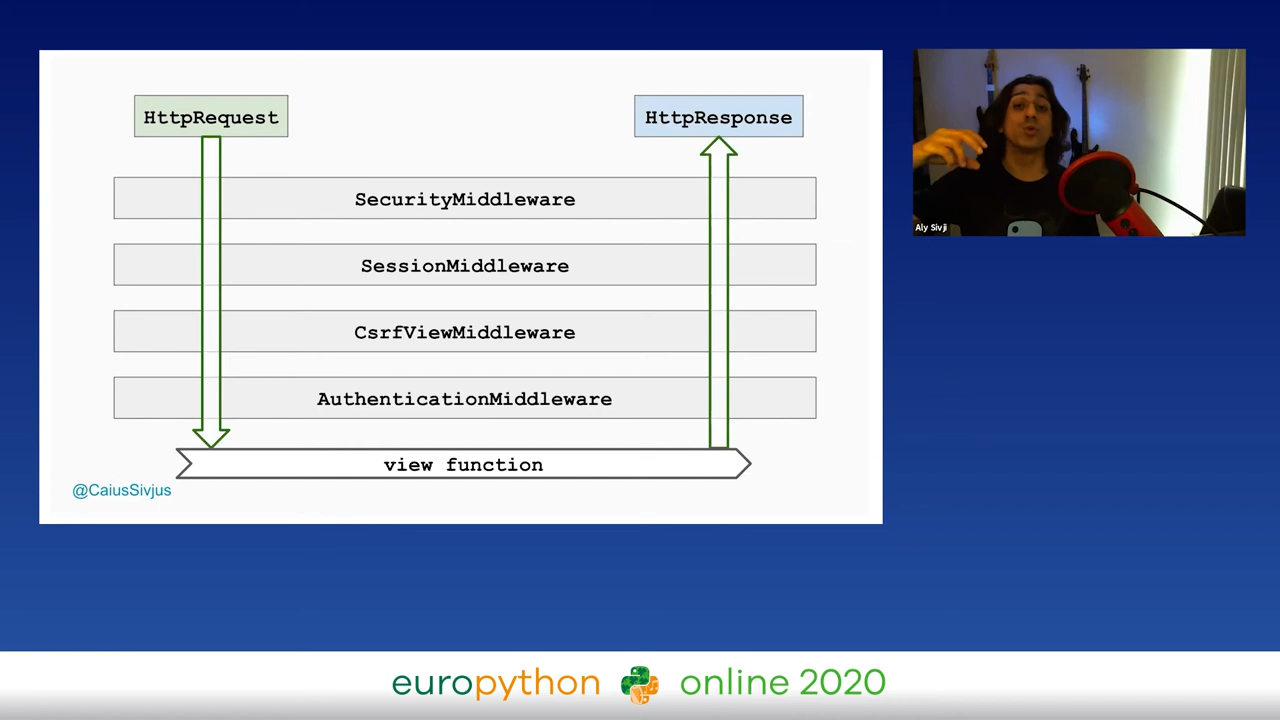 HttpRequest
HttpResponse
SecurityMiddleware
SessionMiddleware
CsrfViewMiddleware
AuthenticationMiddleware
view function
@CaiusSivjus
Aly Sivji
europython online 2020